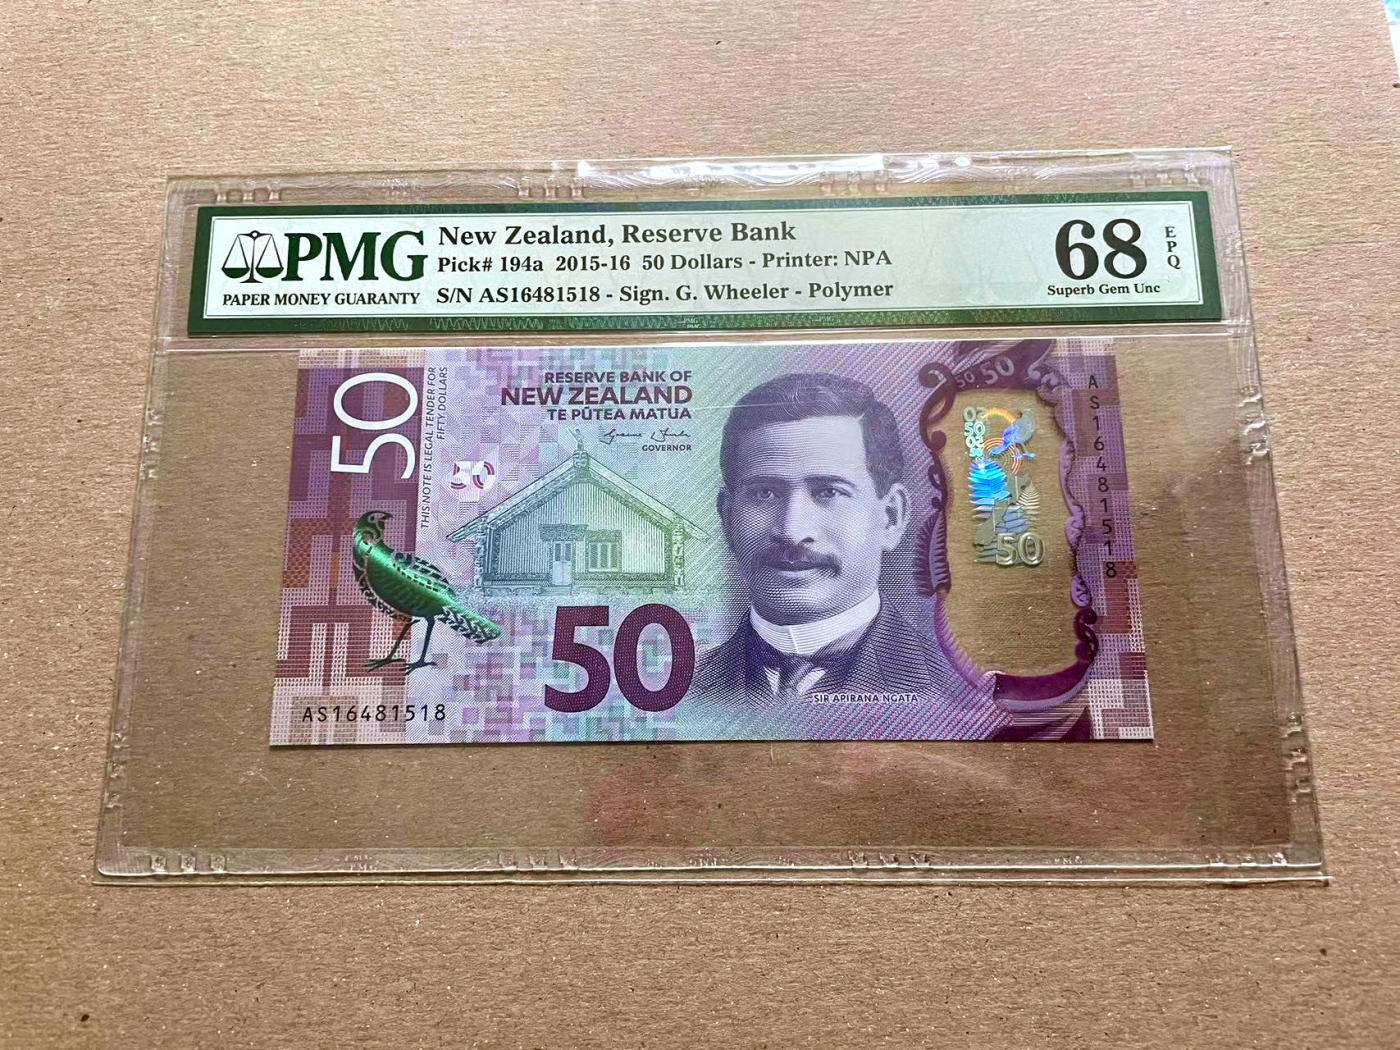 PMG
PAPER MONEY GUARANTY
New Zealand, Reserve Bank
Pick# 194a 2015-16 50 Dollars - Printer: NPA
S/N AS16481518 - Sign. G. Wheeler - Polymer
68
EPQ
Superb Gem Unc
50
THIS NOTE IS LEGAL TENDER FOR
FIFTY DOLLARS
RESERVE BANK OF
NEW ZEALAND
TE PŪTEA MATUA
GOVERNOR
50
50
SIR APIRANA NGATA
50 50
50
50
AS16481518
AS16481518